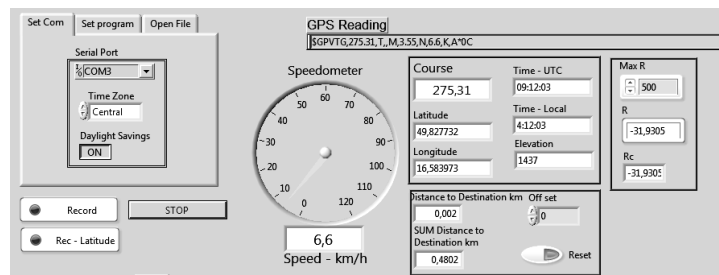 Set Com
Set program
Open File
Serial Port
COM3
Time Zone
Central
Daylight Savings
ON
Record
STOP
Rec - Latitude
GPS Reading
$GPVTG,275.31,T,,M,3.55,N,6.6,K,A*0C
Speedometer
0
10
20
30
40
50
60
70
80
90
100
110
120
6,6
Speed - km/h
Course
275,31
Latitude
49,827732
Longitude
16,583973
Time - UTC
09:12:03
Time - Local
4:12:03
Elevation
1437
Distance to Destination km
0,002
SUM Distance to
Destination km
0,4802
Off set
0
Reset
Max R
500
R
-31,9305
Rc
-31,9305